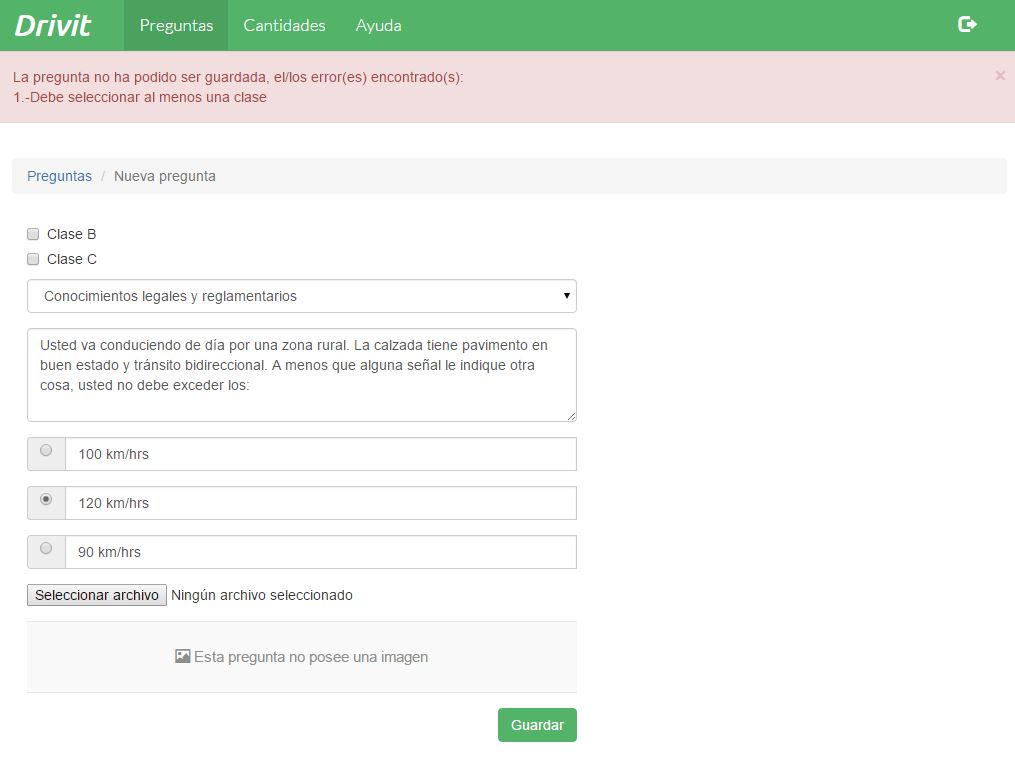 Drivit Preguntas Cantidades Ayuda
La pregunta no ha podido ser guardada, el/los error(es) encontrado(s): ×
1.-Debe seleccionar al menos una clase
Preguntas / Nueva pregunta
Clase B
Clase C
Conocimientos legales y reglamentarios
Usted va conduciendo de día por una zona rural. La calzada tiene pavimento en
buen estado y tránsito bidireccional. A menos que alguna señal le indique otra
cosa, usted no debe exceder los:
100 km/hrs
120 km/hrs
90 km/hrs
Seleccionar archivo Ningún archivo seleccionado
Esta pregunta no posee una imagen
Guardar